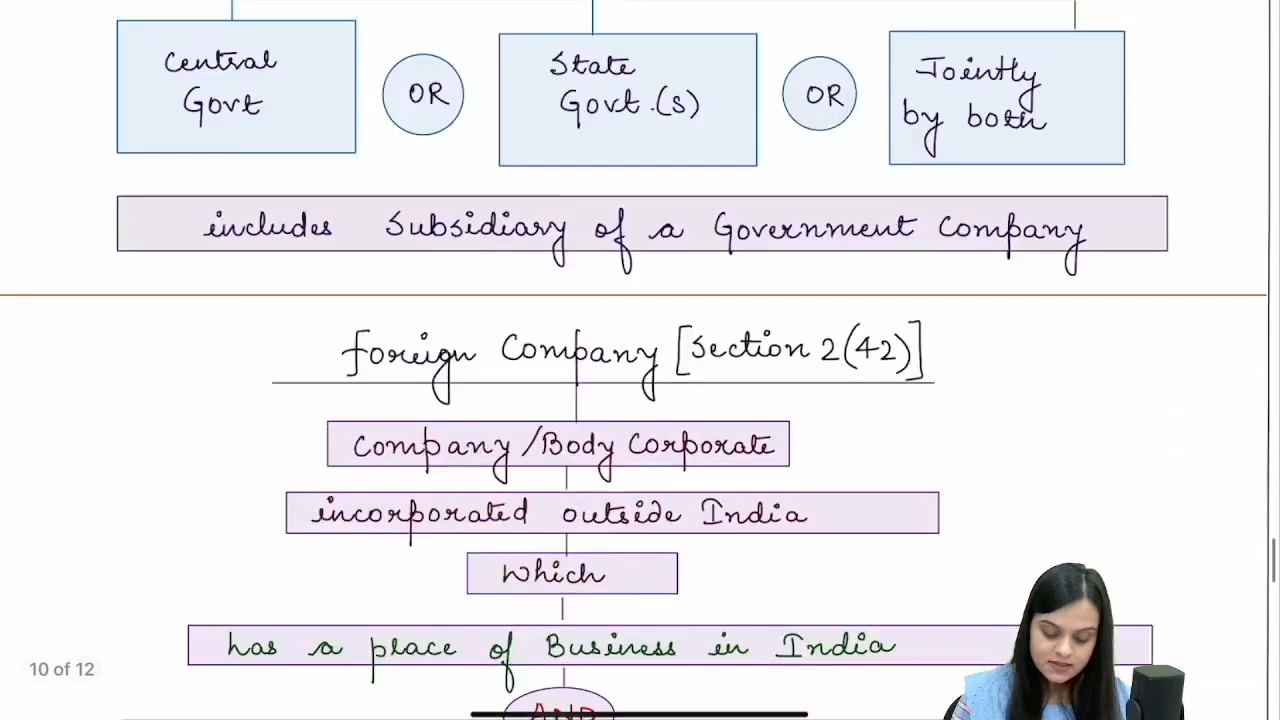 Central
Govt
OR
State
Govt.(s)
OR
Jointly
by both
includes Subsidiary of a Government Company
Foreign Company [Section 2(42)]
Company/Body Corporate
incorporated outside India
Which
has a place of Business in India
10 of 12
AND